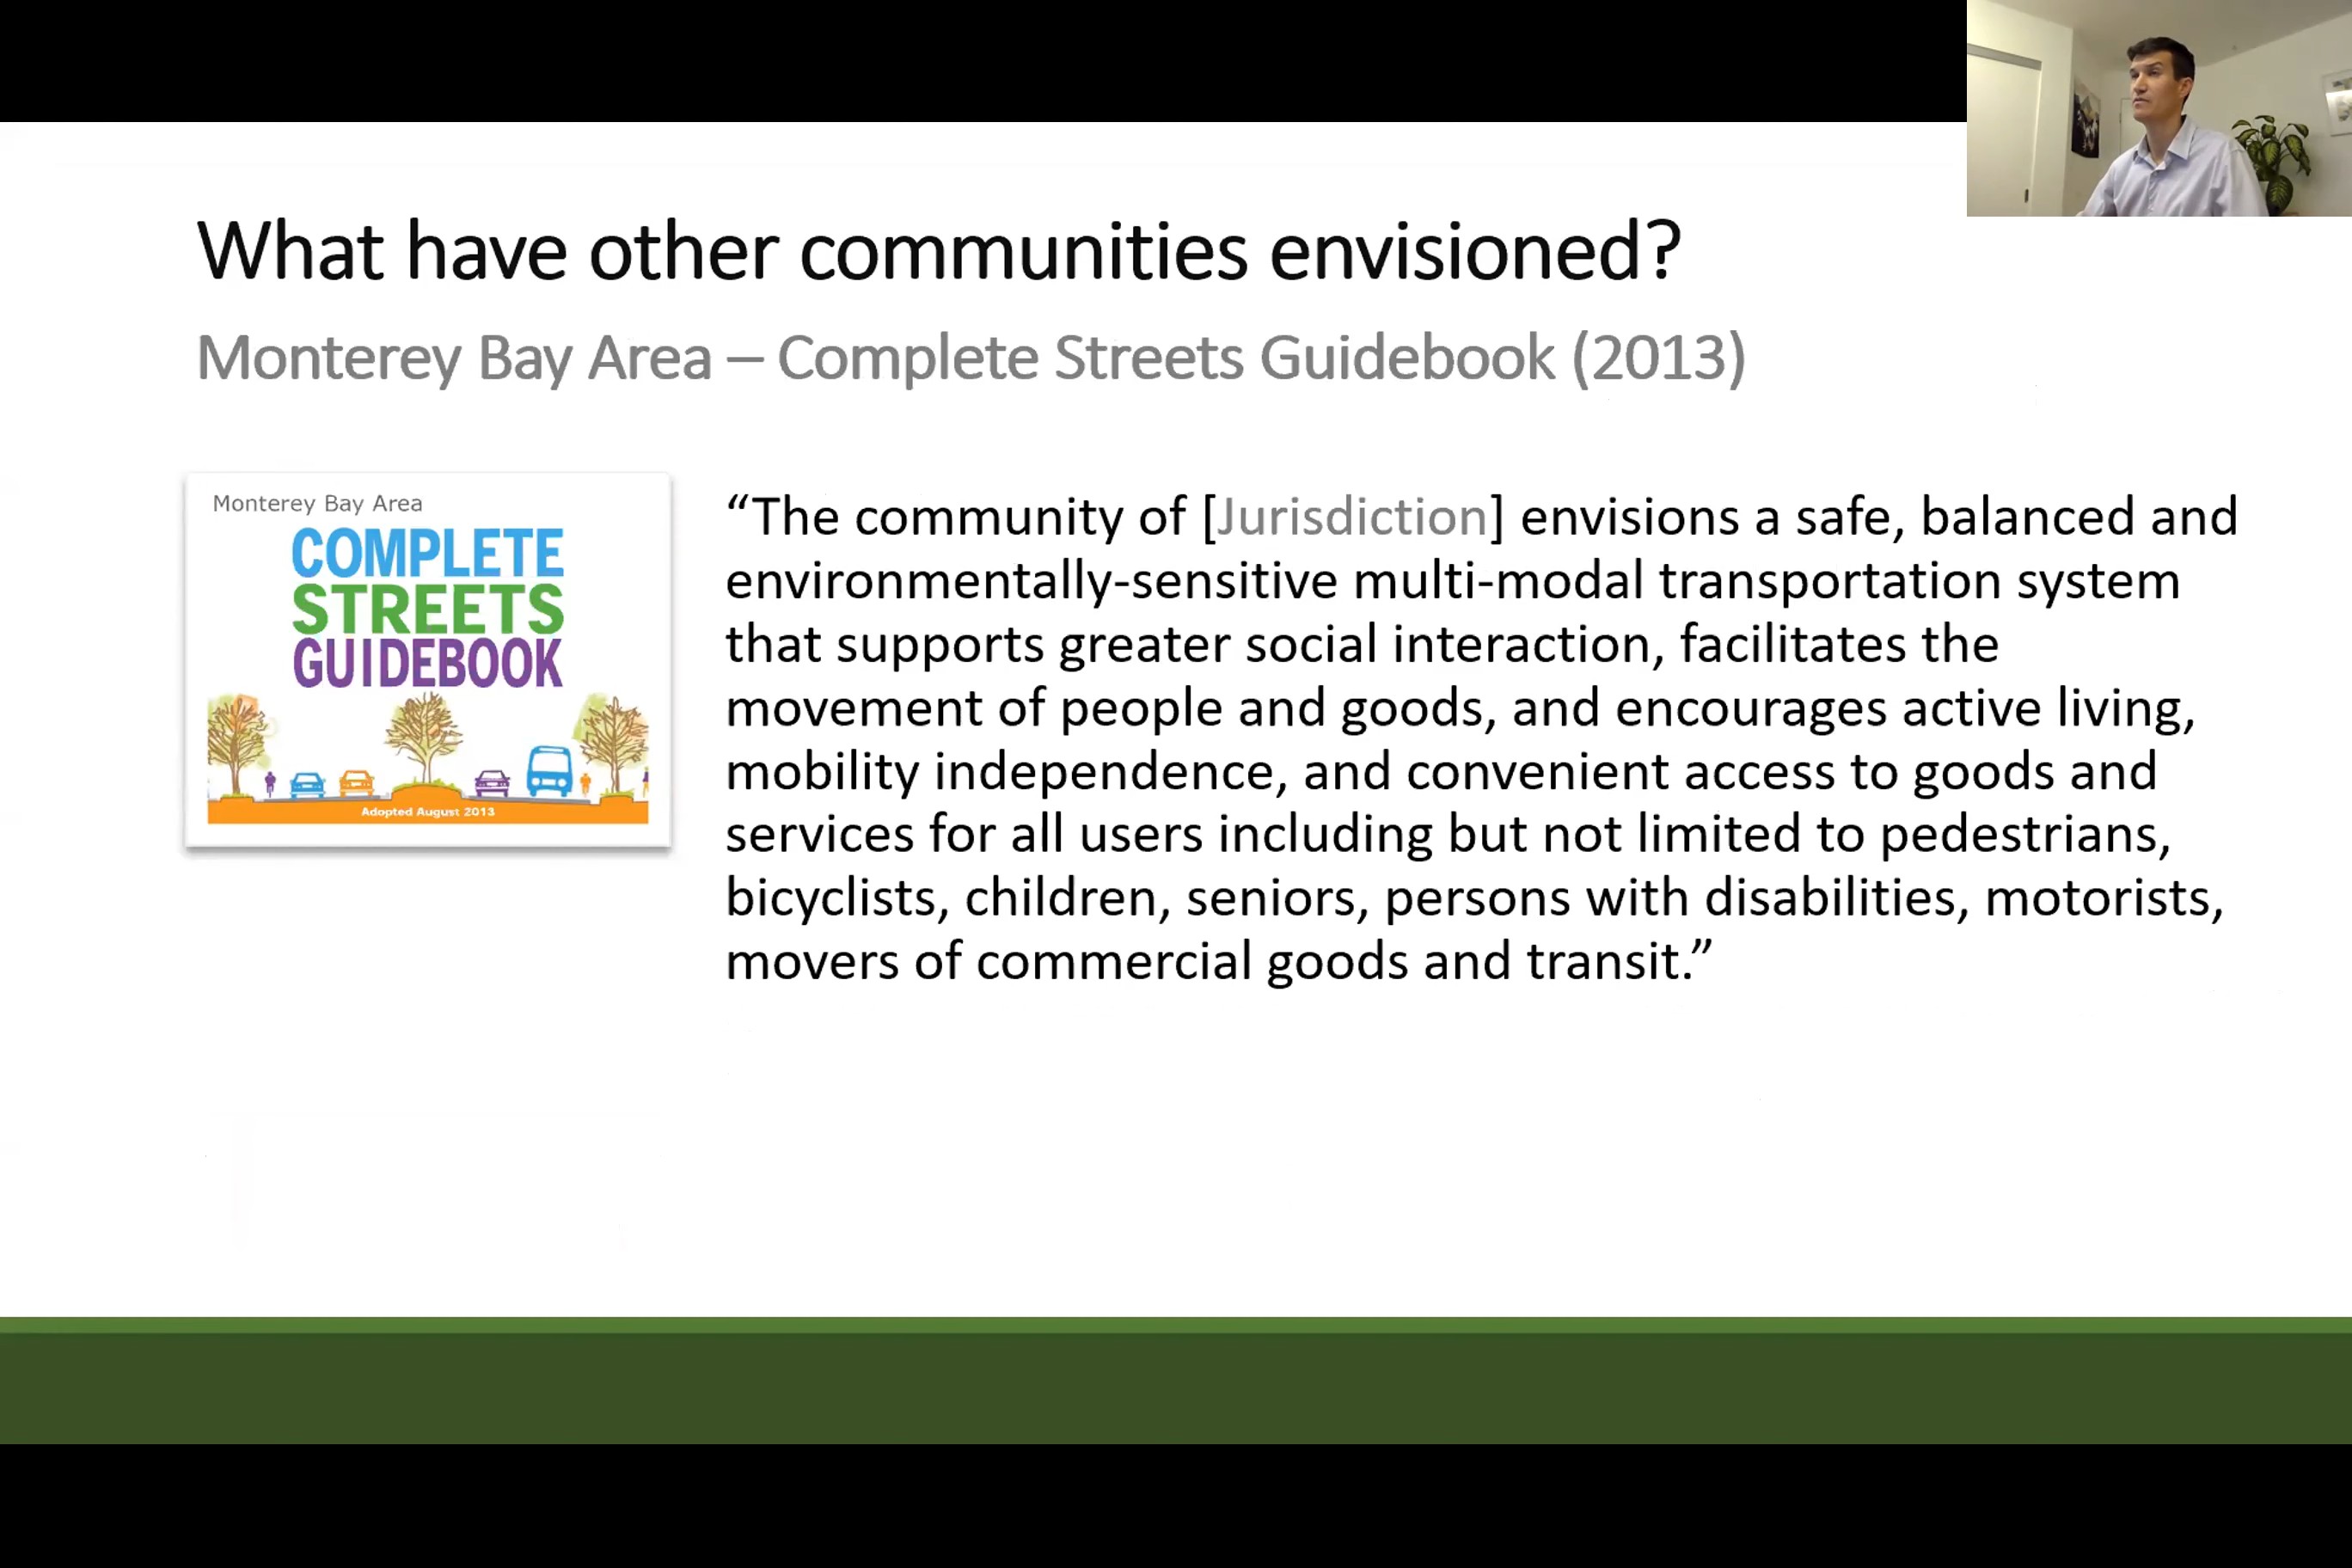 What have other communities envisioned?
Monterey Bay Area – Complete Streets Guidebook (2013)
Monterey Bay Area
COMPLETE
STREETS
GUIDEBOOK
Adopted August 2013
“The community of [Jurisdiction] envisions a safe, balanced and
environmentally-sensitive multi-modal transportation system
that supports greater social interaction, facilitates the
movement of people and goods, and encourages active living,
mobility independence, and convenient access to goods and
services for all users including but not limited to pedestrians,
bicyclists, children, seniors, persons with disabilities, motorists,
movers of commercial goods and transit.”